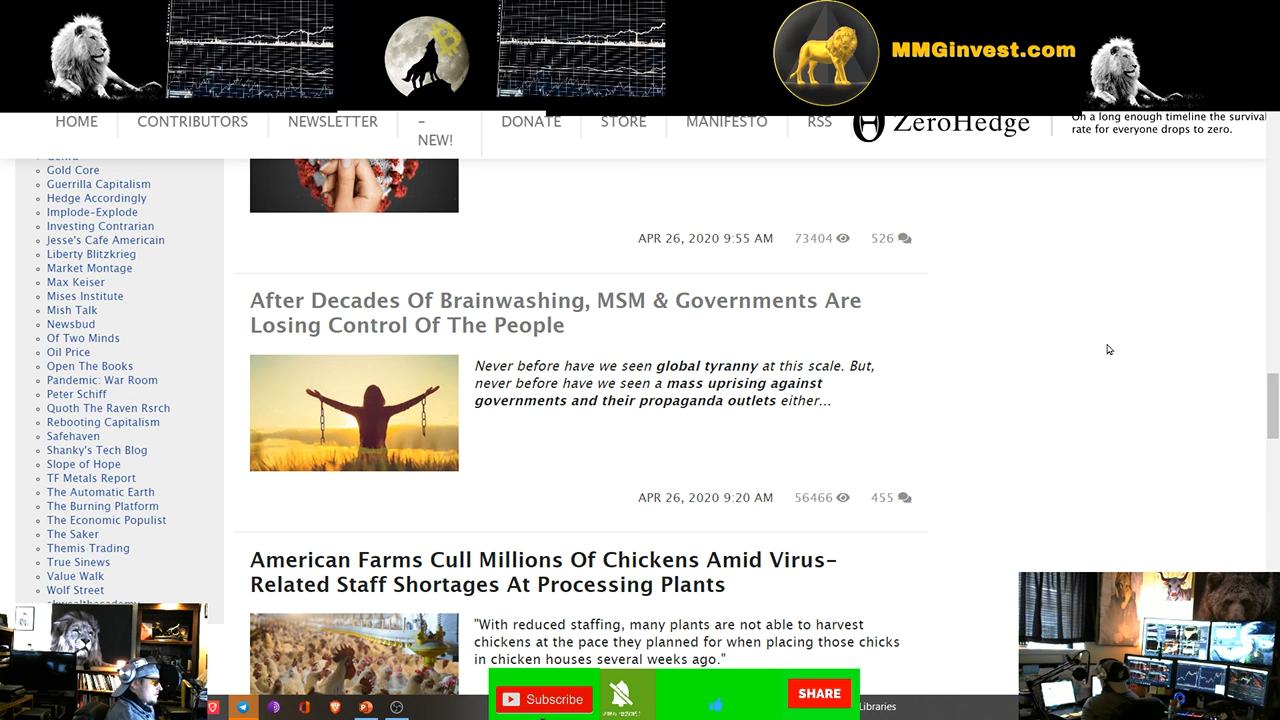 MMGinvest.com
HOME
CONTRIBUTORS
NEWSLETTER
–
NEW!
DONATE
STORE
MANIFESTO
RSS
ZeroHedge
On a long enough timeline the survival
rate for everyone drops to zero.
Gold Core
Guerrilla Capitalism
Hedge Accordingly
Implode-Explode
Investing Contrarian
Jesse's Cafe Americain
Liberty Blitzkrieg
Market Montage
Max Keiser
Mises Institute
Mish Talk
Newsbud
Of Two Minds
Oil Price
Open The Books
Pandemic: War Room
Peter Schiff
Quoth The Raven Rsrch
Rebooting Capitalism
Safehaven
Shanky's Tech Blog
Slope of Hope
TF Metals Report
The Automatic Earth
The Burning Platform
The Economic Populist
The Saker
Themis Trading
True Sinews
Value Walk
Wolf Street
APR 26, 2020 9:55 AM 73404 526
After Decades Of Brainwashing, MSM & Governments Are
Losing Control Of The People
Never before have we seen global tyranny at this scale. But,
never before have we seen a mass uprising against
governments and their propaganda outlets either...
APR 26, 2020 9:20 AM 56466 455
American Farms Cull Millions Of Chickens Amid Virus-
Related Staff Shortages At Processing Plants
"With reduced staffing, many plants are not able to harvest
chickens at the pace they planned for when placing those chicks
in chicken houses several weeks ago."
Subscribe
SHARE
Libraries